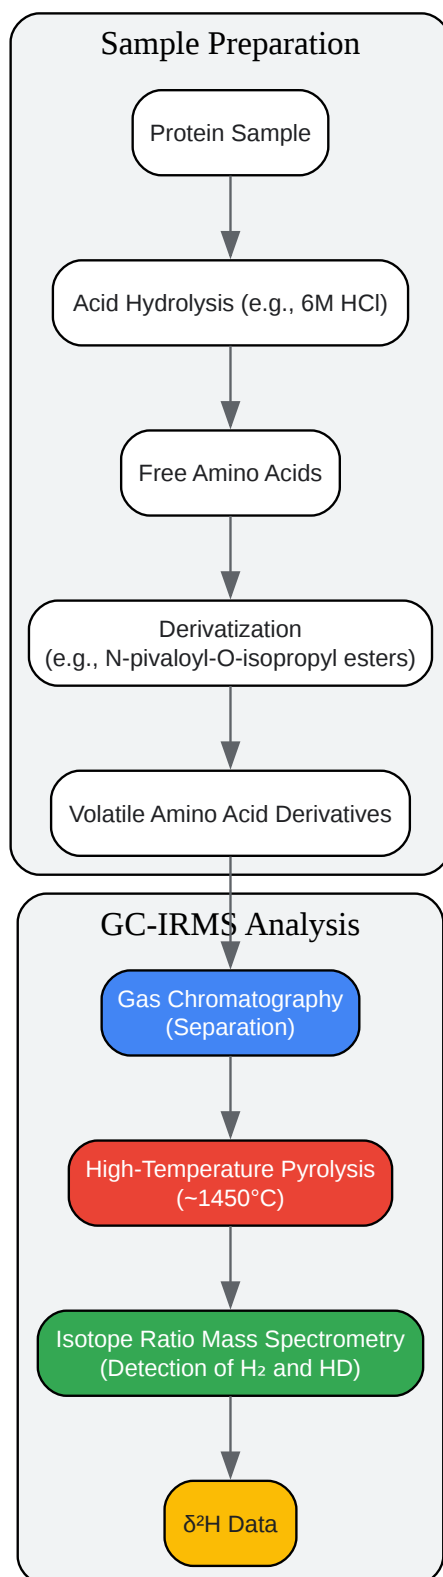 Sample Preparation
Protein Sample
Acid Hydrolysis (e.g., 6M HCl)
Free Amino Acids
Derivatization
(e.g., N-pivaloyl-O-isopropyl esters)
Volatile Amino Acid Derivatives
GC-IRMS Analysis
Gas Chromatography
(Separation)
High-Temperature Pyrolysis
(~1450°C)
Isotope Ratio Mass Spectrometry
(Detection of H₂ and HD)
δ²H Data